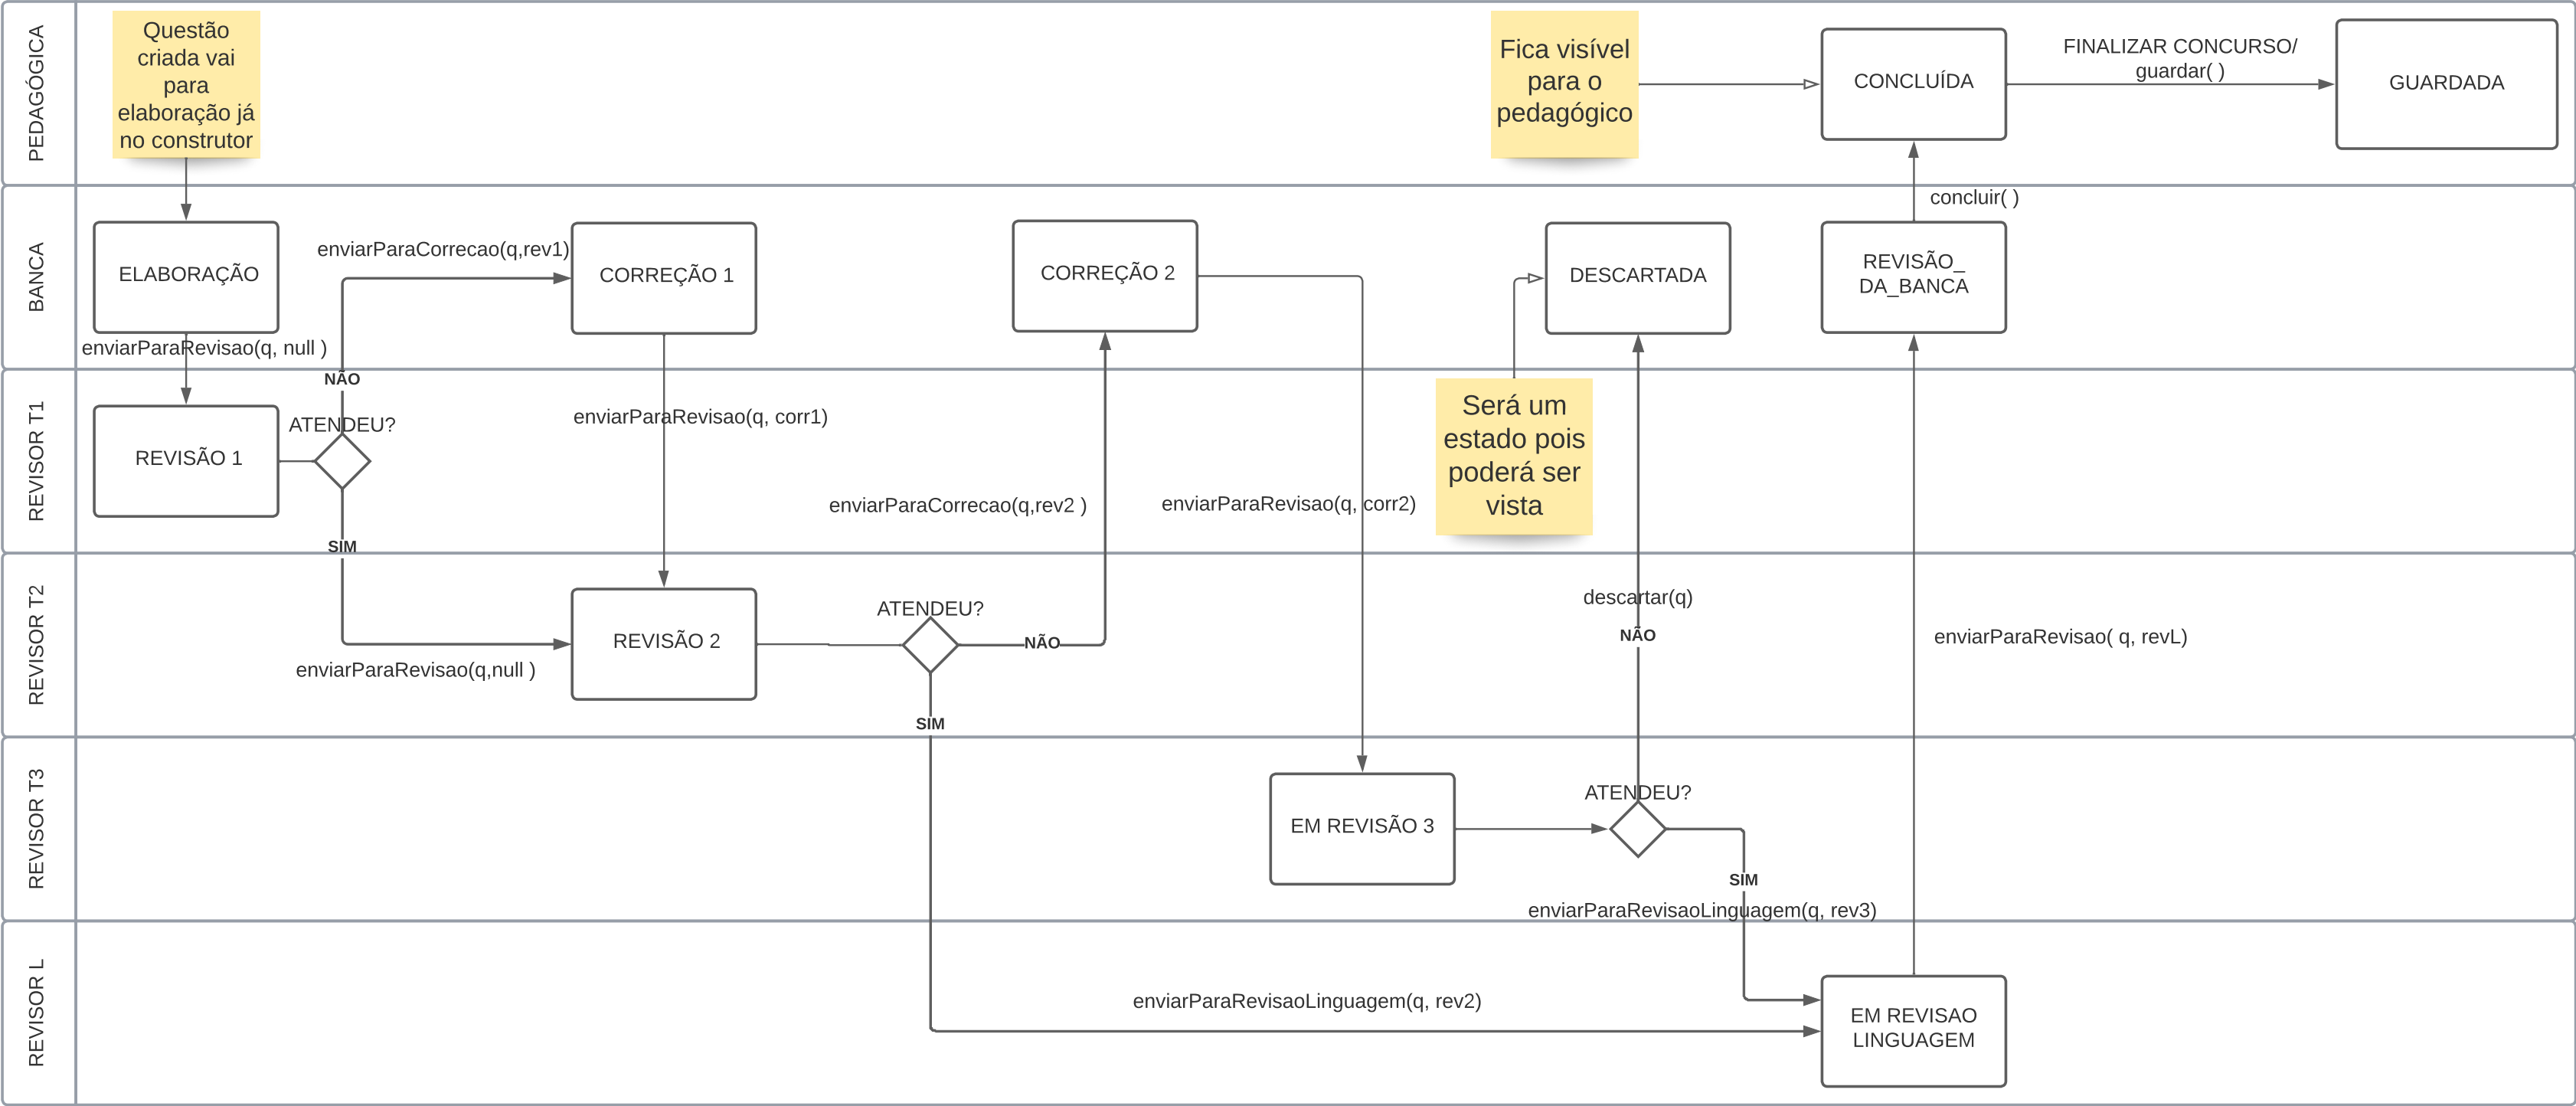 PEDAGÓGICA
Questão
criada vai
para
elaboração já
no construtor
Fica visível
para o
pedagógico
CONCLUÍDA
FINALIZAR CONCURSO/
guardar( )
GUARDADA
concluir( )
BANCA
ELABORAÇÃO
enviarParaCorrecao(q,rev1)
CORREÇÃO 1
CORREÇÃO 2
DESCARTADA
REVISÃO_
DA_BANCA
enviarParaRevisao(q, null )
NÃO
REVISOR T1
REVISÃO 1
ATENDEU?
enviarParaRevisao(q, corr1)
enviarParaCorrecao(q,rev2 )
enviarParaRevisao(q, corr2)
Será um
estado pois
poderá ser
vista
SIM
REVISOR T2
enviarParaRevisao(q,null )
REVISÃO 2
ATENDEU?
NÃO
descartar(q)
NÃO
enviarParaRevisao( q, revL)
SIM
REVISOR T3
EM REVISÃO 3
ATENDEU?
SIM
enviarParaRevisaoLinguagem(q, rev3)
REVISOR L
enviarParaRevisaoLinguagem(q, rev2)
EM REVISAO
LINGUAGEM